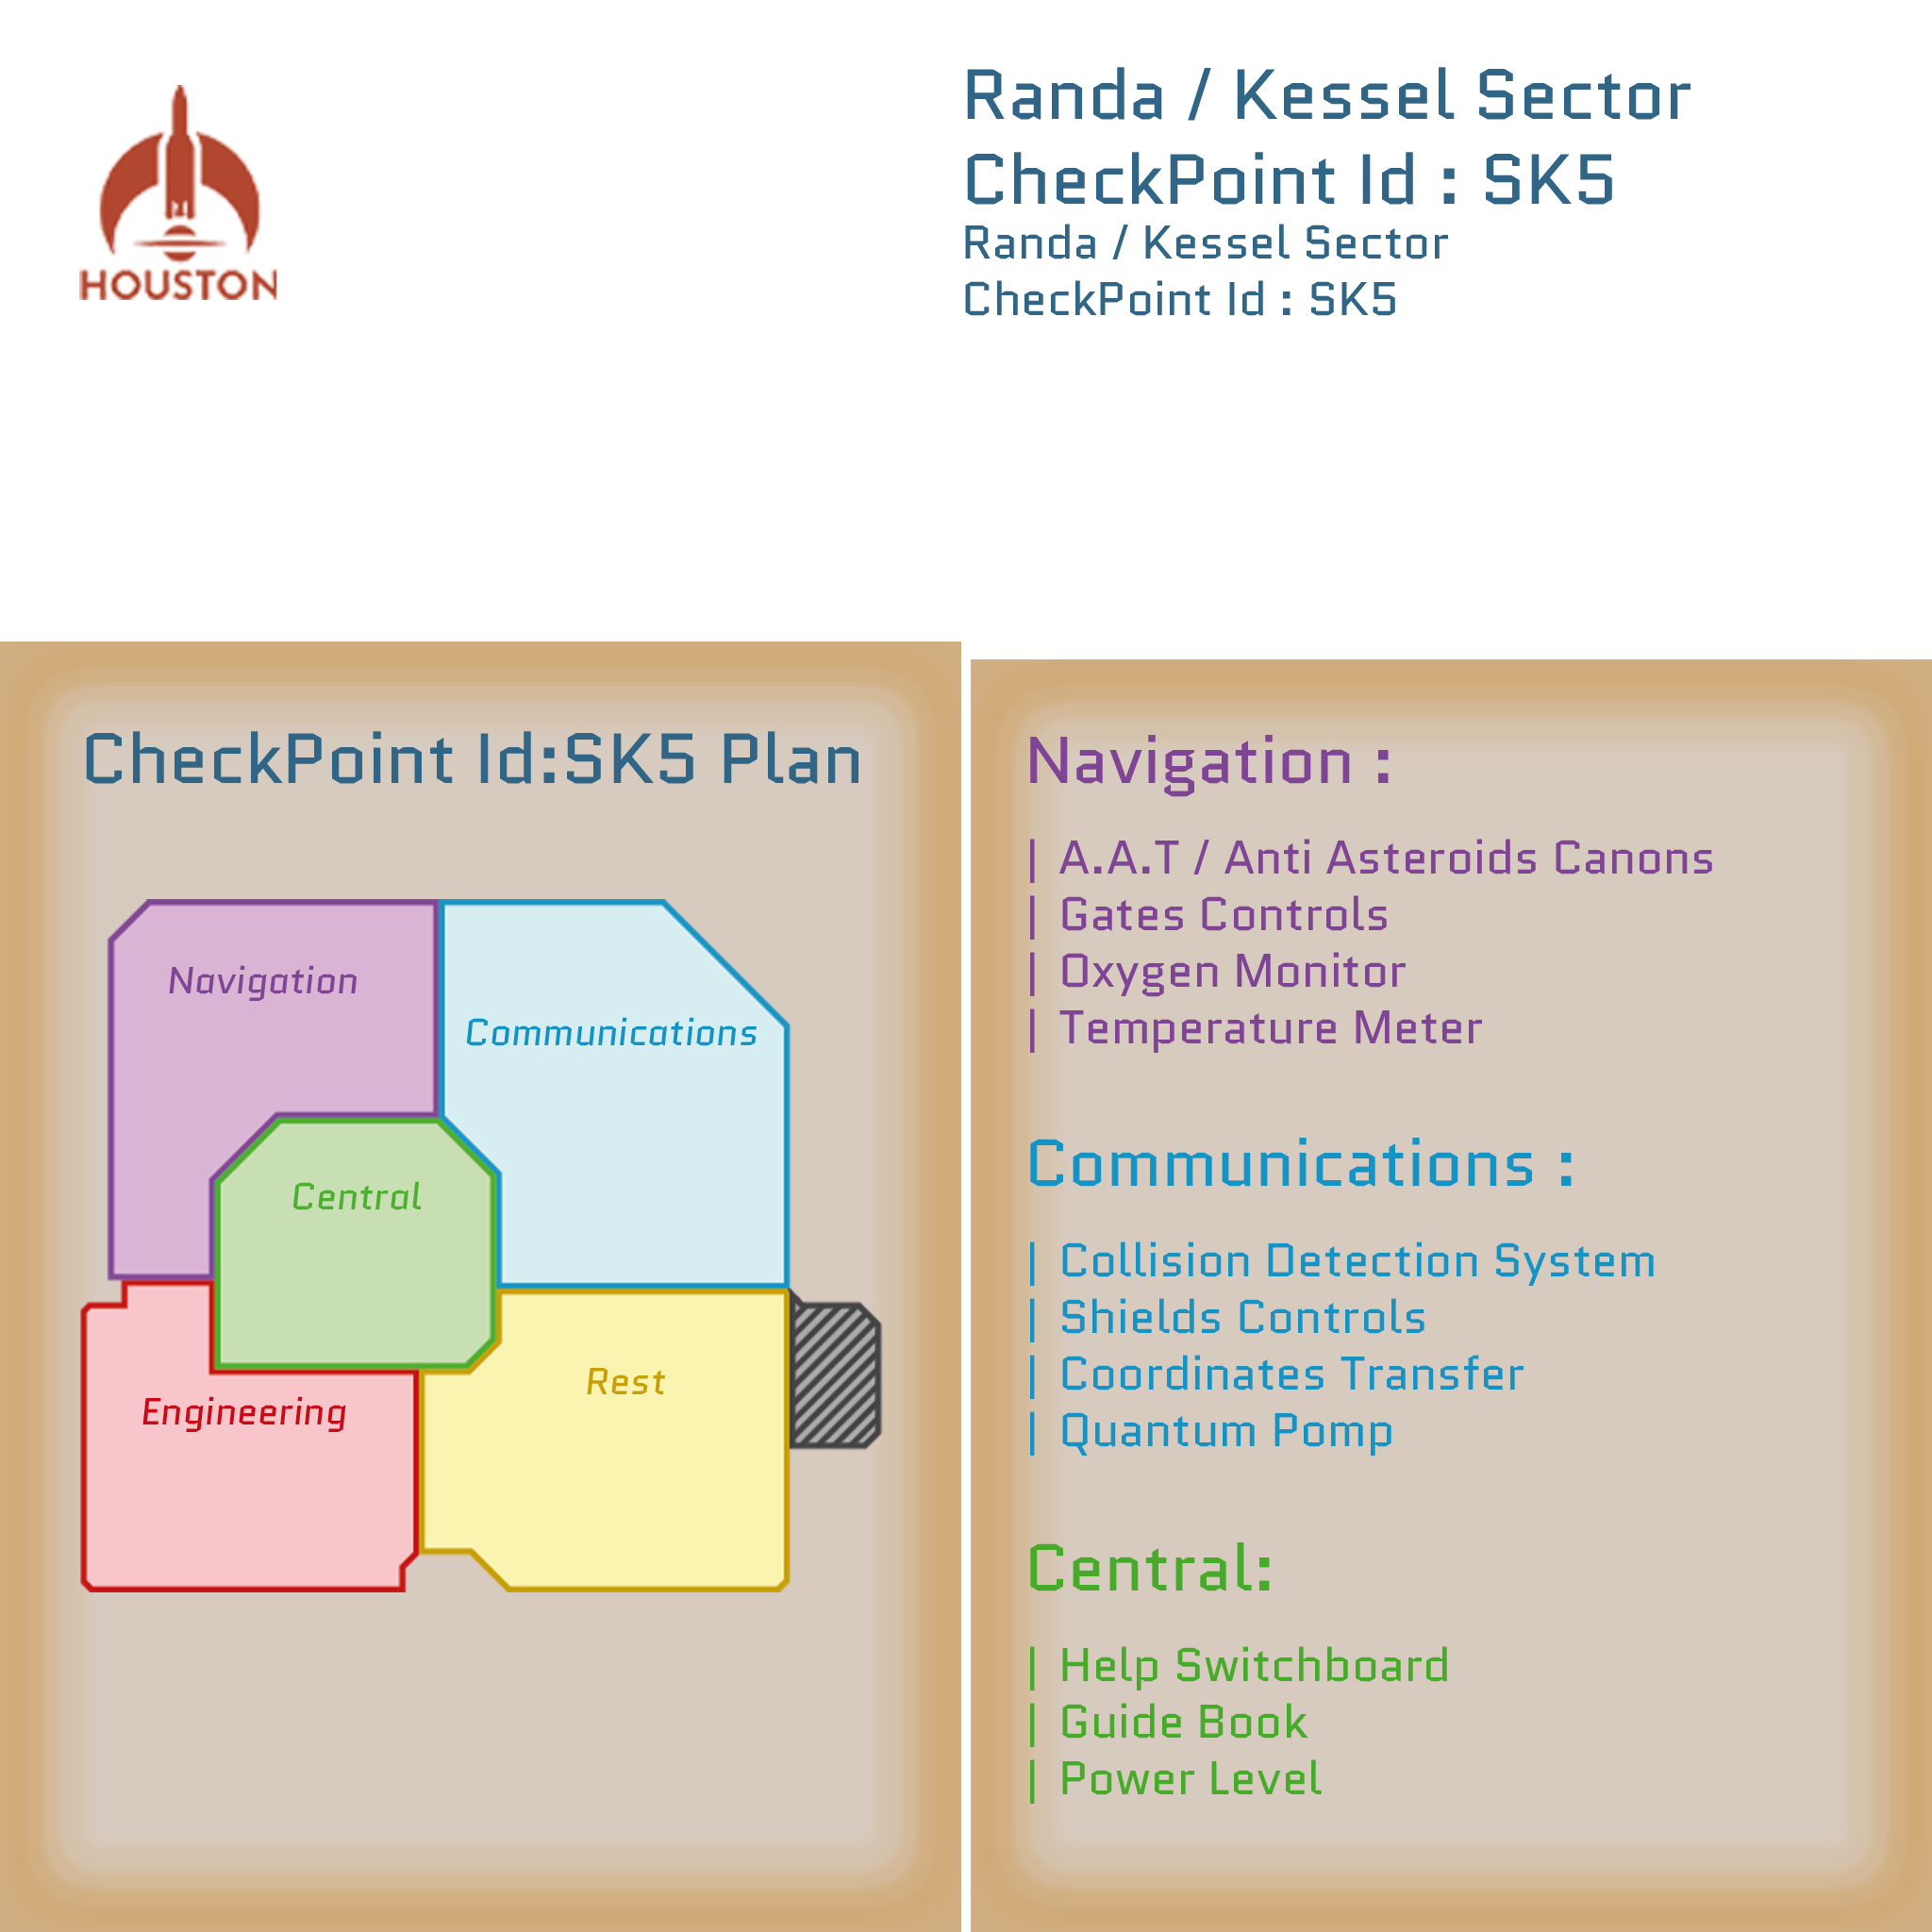 HOUSTON
Randa / Kessel Sector
CheckPoint Id : SK5
Randa / Kessel Sector
CheckPoint Id : SK5
CheckPoint Id:SK5 Plan
Navigation
Communications
Central
Rest
Engineering
Navigation :
| A.A.T / Anti Asteroids Canons
| Gates Controls
| Oxygen Monitor
| Temperature Meter
Communications :
| Collision Detection System
| Shields Controls
| Coordinates Transfer
| Quantum Pomp
Central:
| Help Switchboard
| Guide Book
| Power Level